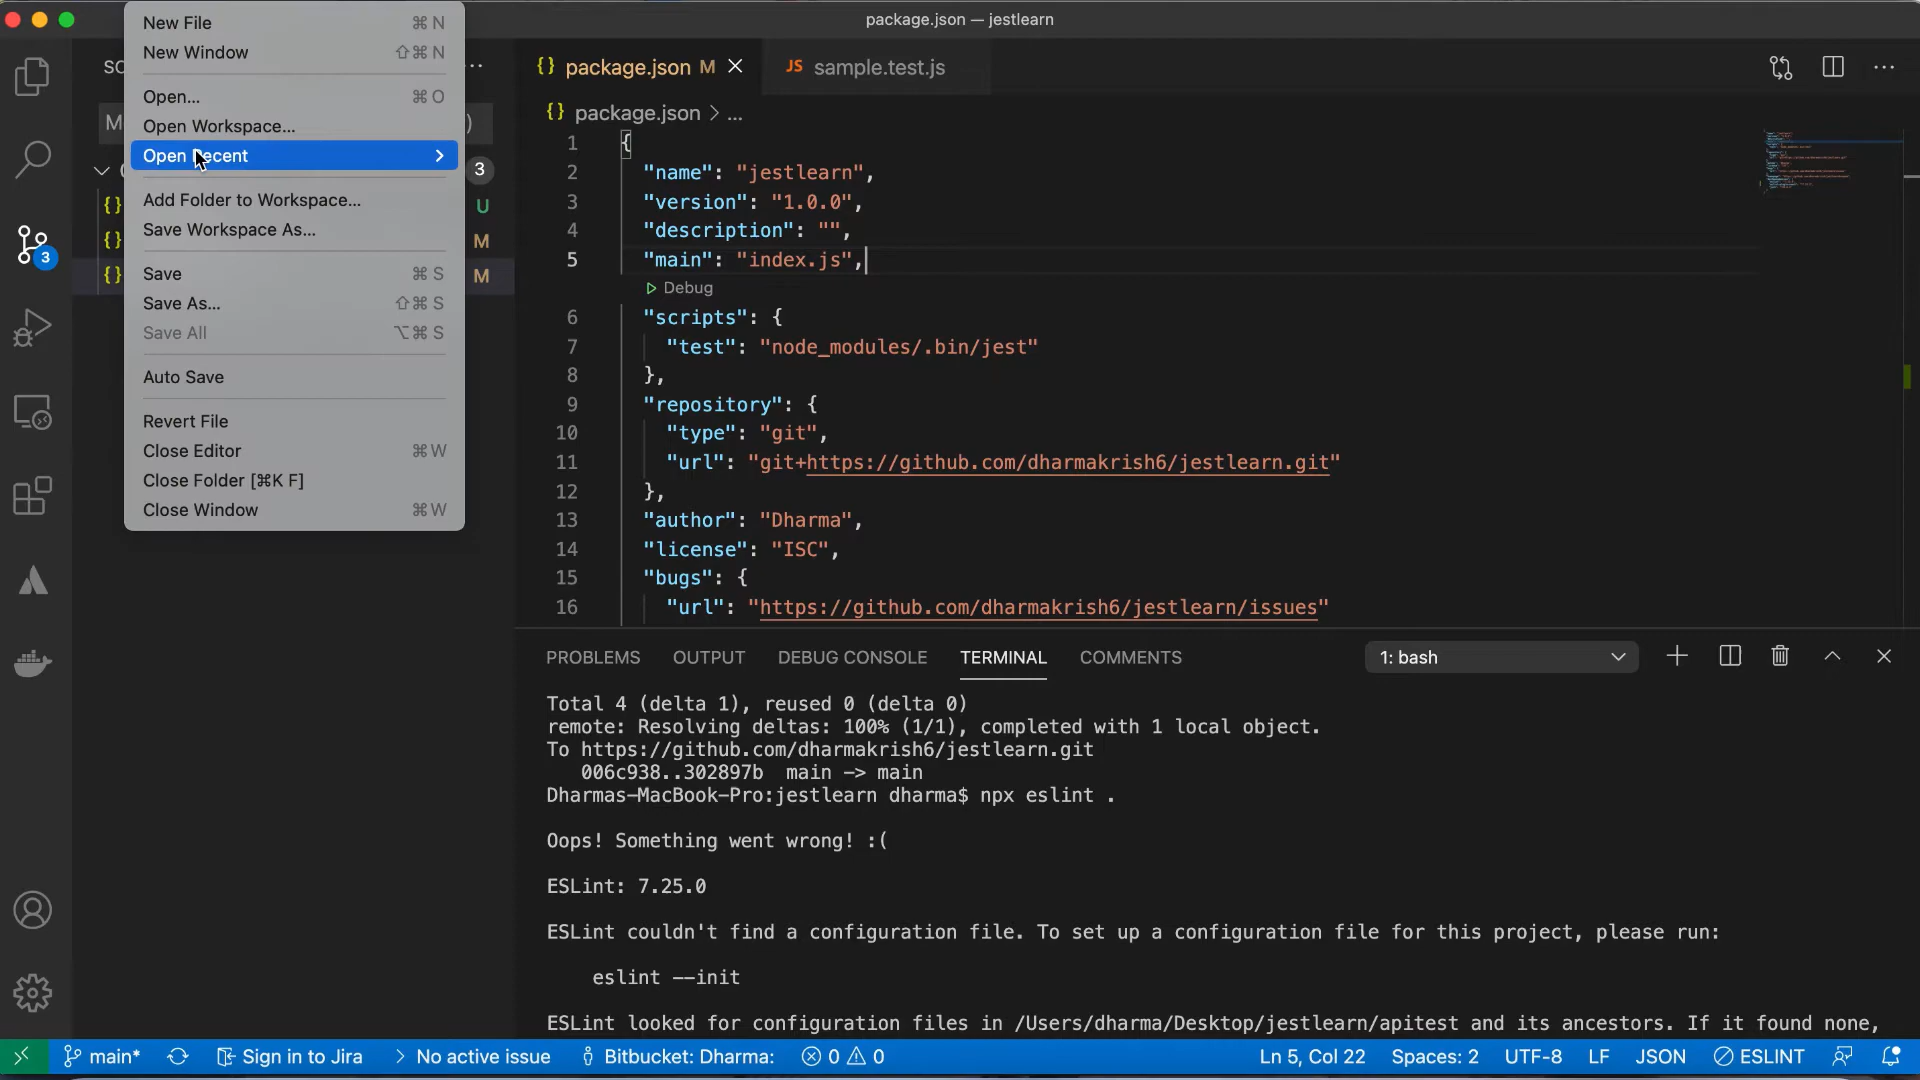 package.json — jestlearn
New File ⌘ N
New Window ⇧⌘ N
Open... ⌘ O
Open Workspace...
Open Recent
Add Folder to Workspace...
Save Workspace As...
Save ⌘ S
Save As... ⇧⌘ S
Save All ⌥⌘ S
Auto Save
Revert File
Close Editor ⌘W
Close Folder [⌘K F]
Close Window ⌘W
3
U
M
M
3
{} package.json M
JS sample.test.js
{} package.json > ...
1 {
2 "name": "jestlearn",
3 "version": "1.0.0",
4 "description": "",
5 "main": "index.js",
Debug
6 "scripts": {
7 "test": "node_modules/.bin/jest"
8 },
9 "repository": {
10 "type": "git",
11 "url": "git+https://github.com/dharmakrish6/jestlearn.git"
12 },
13 "author": "Dharma",
14 "license": "ISC",
15 "bugs": {
16 "url": "https://github.com/dharmakrish6/jestlearn/issues"
PROBLEMS OUTPUT DEBUG CONSOLE TERMINAL COMMENTS 1: bash
Total 4 (delta 1), reused 0 (delta 0)
remote: Resolving deltas: 100% (1/1), completed with 1 local object.
To https://github.com/dharmakrish6/jestlearn.git
006c938..302897b main -> main
Dharmas-MacBook-Pro:jestlearn dharma$ npx eslint .
Oops! Something went wrong! :(
ESLint: 7.25.0
ESLint couldn't find a configuration file. To set up a configuration file for this project, please run:
eslint --init
ESLint looked for configuration files in /Users/dharma/Desktop/jestlearn/apitest and its ancestors. If it found none,
main* Sign in to Jira No active issue Bitbucket: Dharma: 0 0 Ln 5, Col 22 Spaces: 2 UTF-8 LF JSON ESLINT